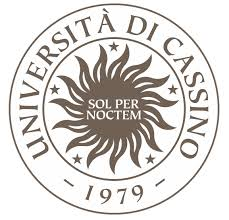 UNIVERSITÀ DI CASSINO
SOL PER
NOCTEM
- 1979 -